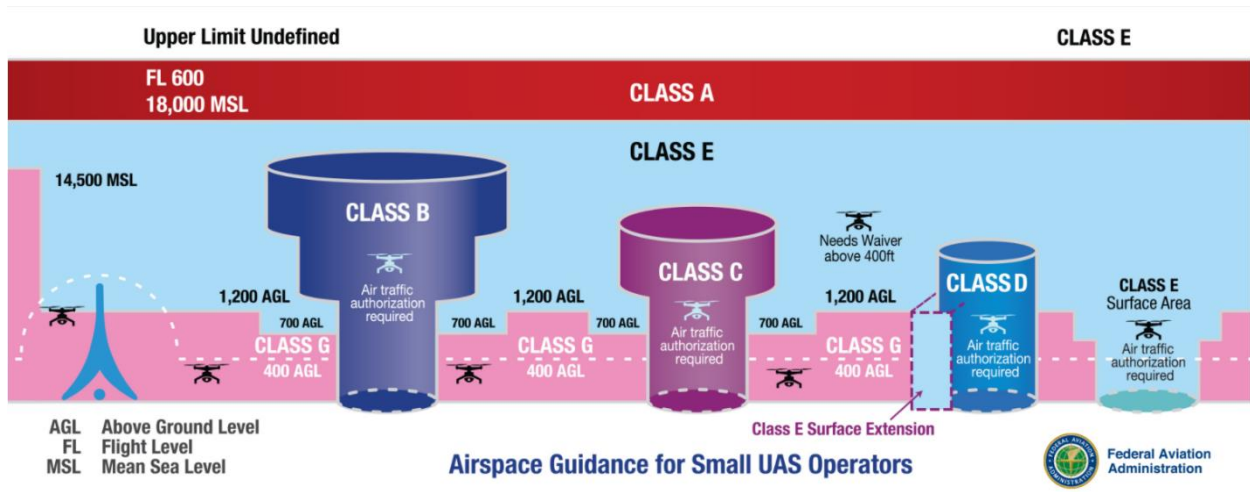 Upper Limit Undefined
CLASS E
FL 600
18,000 MSL
CLASS A
CLASS E
14,500 MSL
CLASS B
Air traffic
authorization
required
CLASS C
Air traffic
authorization
required
Needs Waiver
above 400ft
CLASS D
Air traffic
authorization
required
CLASS E
Surface Area
Air traffic
authorization
required
1,200 AGL
700 AGL
CLASS G
400 AGL
700 AGL
1,200 AGL
700 AGL
CLASS G
400 AGL
700 AGL
1,200 AGL
CLASS G
400 AGL
Class E Surface Extension
AGL Above Ground Level
FL Flight Level
MSL Mean Sea Level
Airspace Guidance for Small UAS Operators
FEDERAL AVIATION
ADMINISTRATION
Federal Aviation
Administration